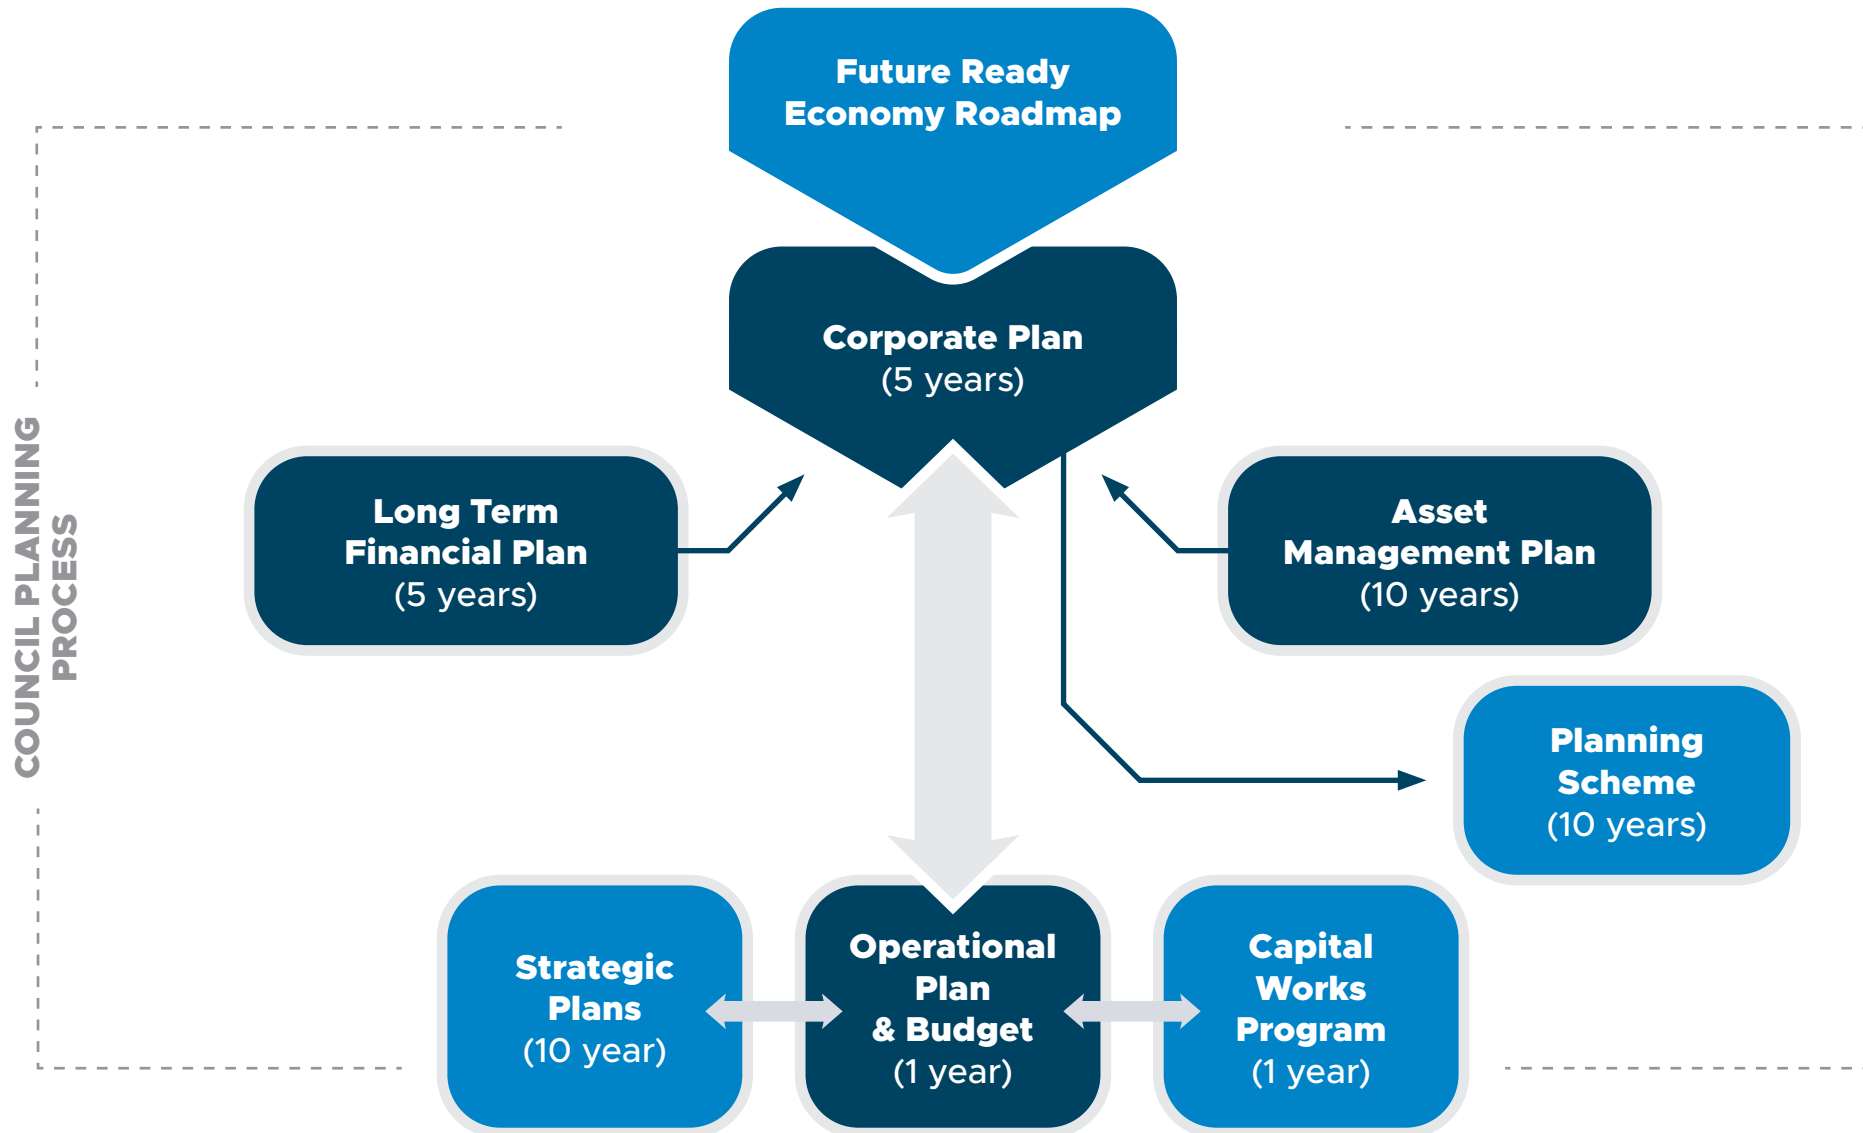 Future Ready
Economy Roadmap
Corporate Plan
(5 years)
COUNCIL PLANNING
PROCESS
Long Term
Financial Plan
(5 years)
Asset
Management Plan
(10 years)
Planning
Scheme
(10 years)
Strategic
Plans
(10 year)
Operational
Plan
& Budget
(1 year)
Capital
Works
Program
(1 year)